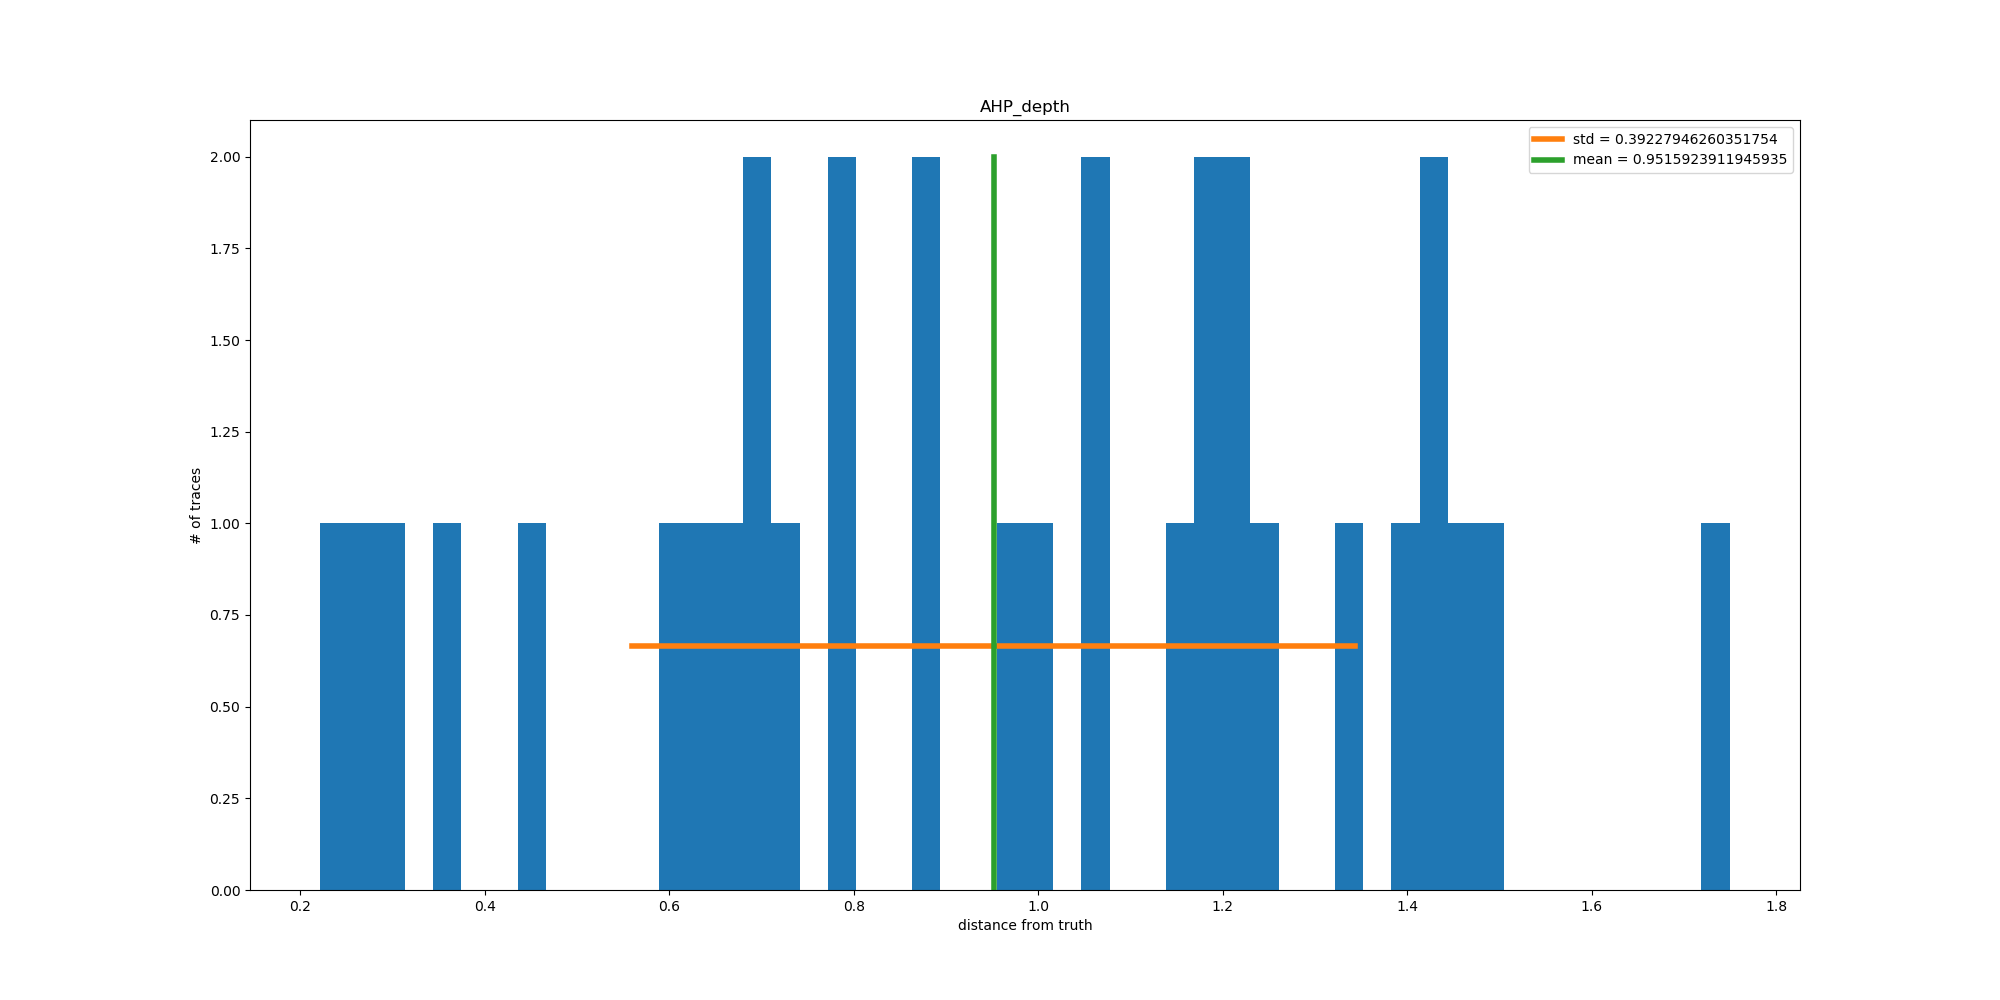 AHP_depth
std = 0.39227946260351754
mean = 0.9515923911945935
2.00
1.75
1.50
1.25
1.00
0.75
0.50
0.25
0.00
# of traces
0.2 0.4 0.6 0.8 1.0 1.2 1.4 1.6 1.8
distance from truth